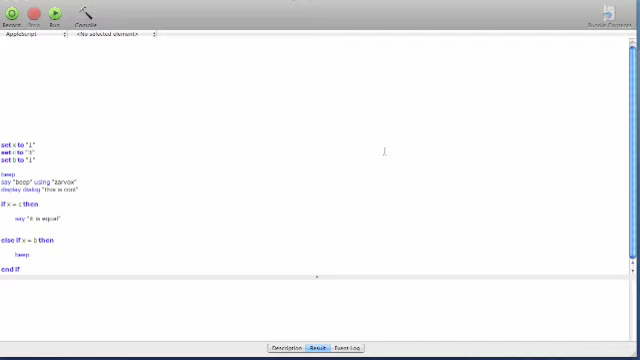 Record Stop Run Compile Bundle Contents
AppleScript <No selected element>
set x to "1"
set c to "3"
set b to "1"
beep
say "beep" using "zarvox"
display dialog "this is cool"
if x = c then
say "it is equal"
else if x = b then
beep
end if
Description Result Event Log